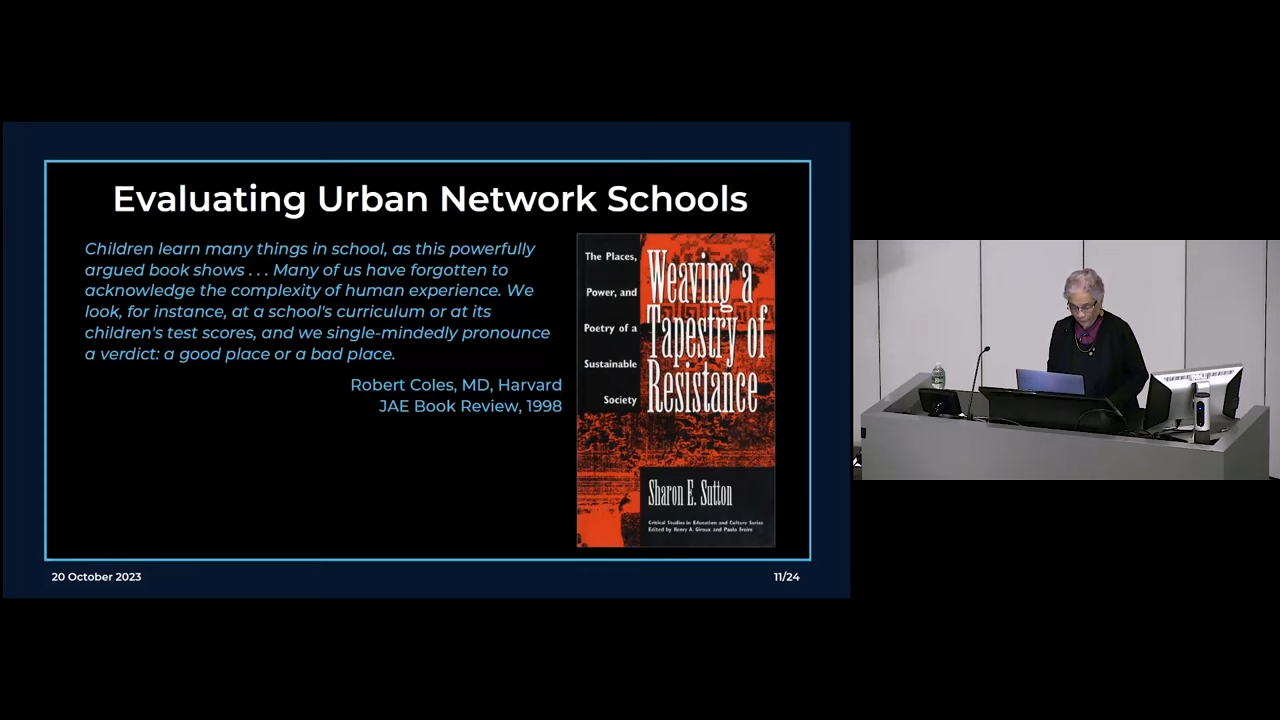 Evaluating Urban Network Schools
Children learn many things in school, as this powerfully
argued book shows . . . Many of us have forgotten to
acknowledge the complexity of human experience. We
look, for instance, at a school's curriculum or at its
children's test scores, and we single-mindedly pronounce
a verdict: a good place or a bad place.
Robert Coles, MD, Harvard
JAE Book Review, 1998
The Places,
Power, and
Poetry of a
Sustainable
Society
Weaving a
Tapestry of
Resistance
Sharon E. Sutton
Critical Studies in Education and Culture Series
Edited by Henry A. Giroux and Paulo Freire
20 October 2023
11/24
DELL